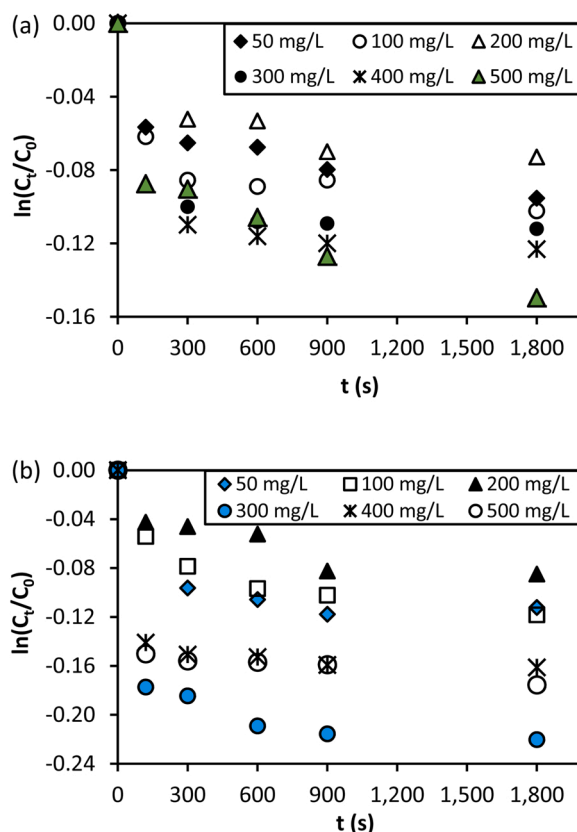 (a)
0.00
-0.04
-0.08
-0.12
-0.16
ln(Ct/C0)
50 mg/L 100 mg/L 200 mg/L
300 mg/L 400 mg/L 500 mg/L
0 300 600 900 1,200 1,500 1,800
t (s)
(b)
0.00
-0.04
-0.08
-0.12
-0.16
-0.20
-0.24
ln(Ct/C0)
50 mg/L 100 mg/L 200 mg/L
300 mg/L 400 mg/L 500 mg/L
0 300 600 900 1,200 1,500 1,800
t (s)